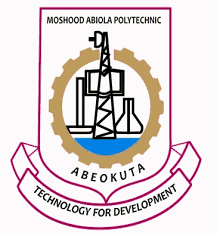 MOSHOOD ABIOLA POLYTECHNIC
ABEOKUTA
TECHNOLOGY FOR DEVELOPMENT